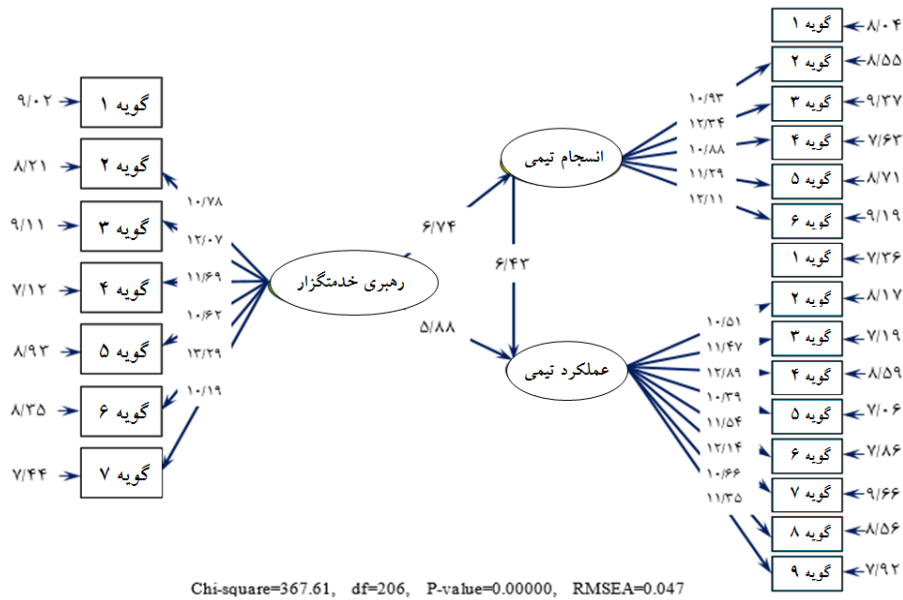 ۹/۰۲
گویه ۱
۸/۲۱
گویه ۲
۹/۱۱
گویه ۳
۷/۱۲
گویه ۴
۸/۹۳
گویه ۵
۸/۳۵
گویه ۶
۷/۴۴
گویه ۷
۱۰/۷۸
۱۲/۰۷
۱۱/۶۹
۱۰/۶۲
۱۳/۲۹
۱۰/۱۹
رهبری خدمتگزار
۶/۷۴
۵/۸۸
۶/۴۳
انسجام تیمی
عملکرد تیمی
۱۰/۹۳
۱۲/۳۴
۱۰/۸۸
۱۱/۲۹
۱۲/۱۱
گویه ۱
۸/۰۴
گویه ۲
۸/۵۵
گویه ۳
۹/۳۷
گویه ۴
۷/۶۳
گویه ۵
۸/۷۱
گویه ۶
۹/۱۹
۱۰/۵۱
۱۱/۴۷
۱۲/۸۹
۱۰/۳۹
۱۱/۵۴
۱۲/۱۴
۱۰/۶۶
۱۱/۳۵
گویه ۱
۷/۳۶
گویه ۲
۸/۱۷
گویه ۳
۷/۱۹
گویه ۴
۸/۵۹
گویه ۵
۷/۰۶
گویه ۶
۷/۸۶
گویه ۷
۹/۶۶
گویه ۸
۸/۵۶
گویه ۹
۷/۹۲
Chi-square=367.61, df=206, P-value=0.00000, RMSEA=0.047